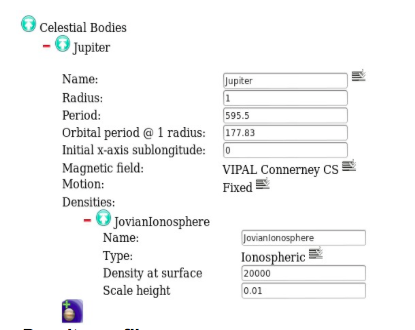 Celestial Bodies
Jupiter
Name: Jupiter
Radius: 1
Period: 595.5
Orbital period @ 1 radius: 177.83
Initial x-axis sublongitude: 0
Magnetic field: VIPAL Connerney CS
Motion: Fixed
Densities:
JovianIonosphere
Name: JovianIonosphere
Type: Ionospheric
Density at surface 20000
Scale height 0.01